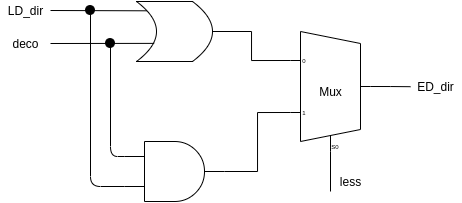 LD_dir
deco
0
Mux
ED_dir
1
S0
less